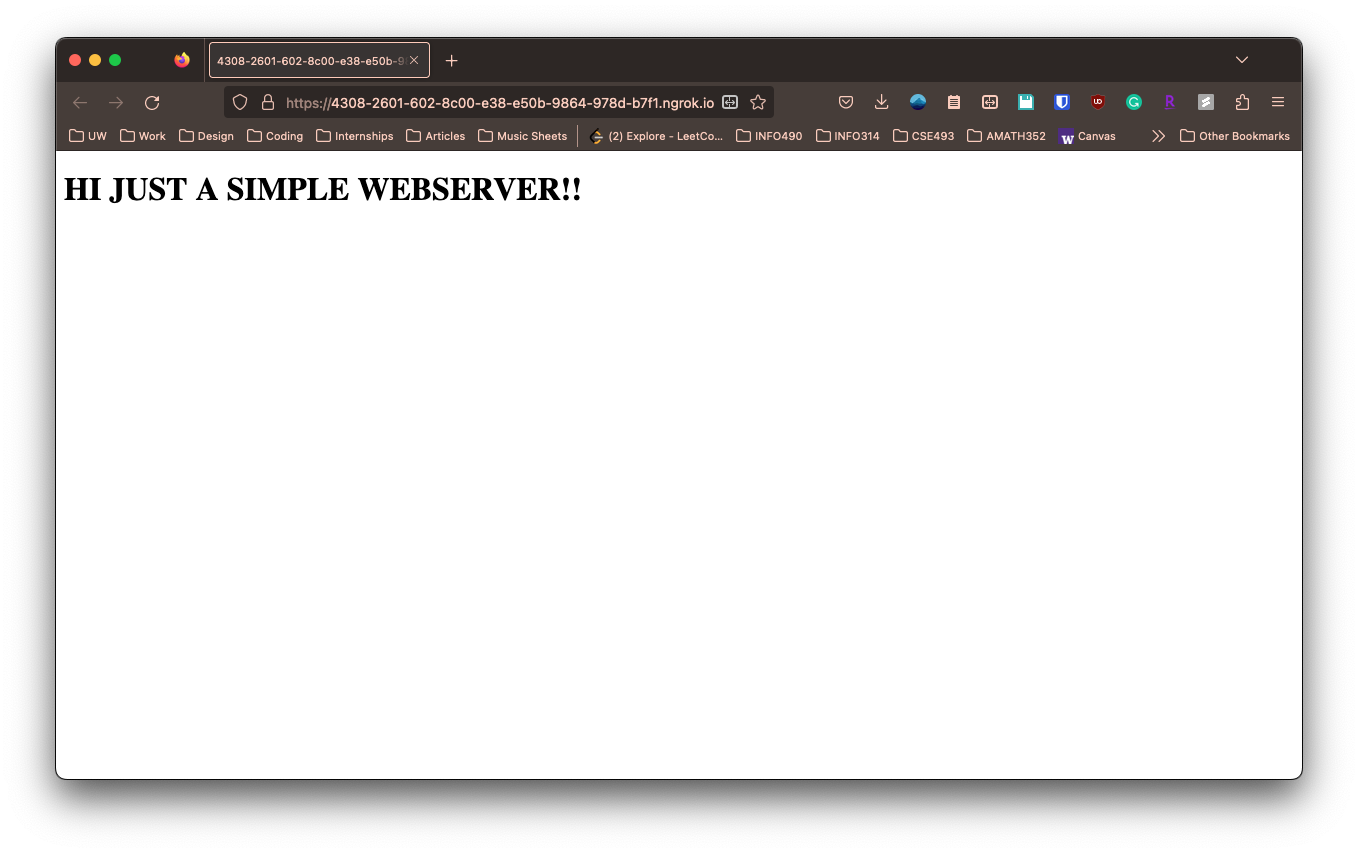 4308-2601-602-8c00-e38-e50b-9
https://4308-2601-602-8c00-e38-e50b-9864-978d-b7f1.ngrok.io
UW Work Design Coding Internships Articles Music Sheets (2) Explore - LeetCo... INFO490 INFO314 CSE493 AMATH352 Canvas Other Bookmarks
HI JUST A SIMPLE WEBSERVER!!